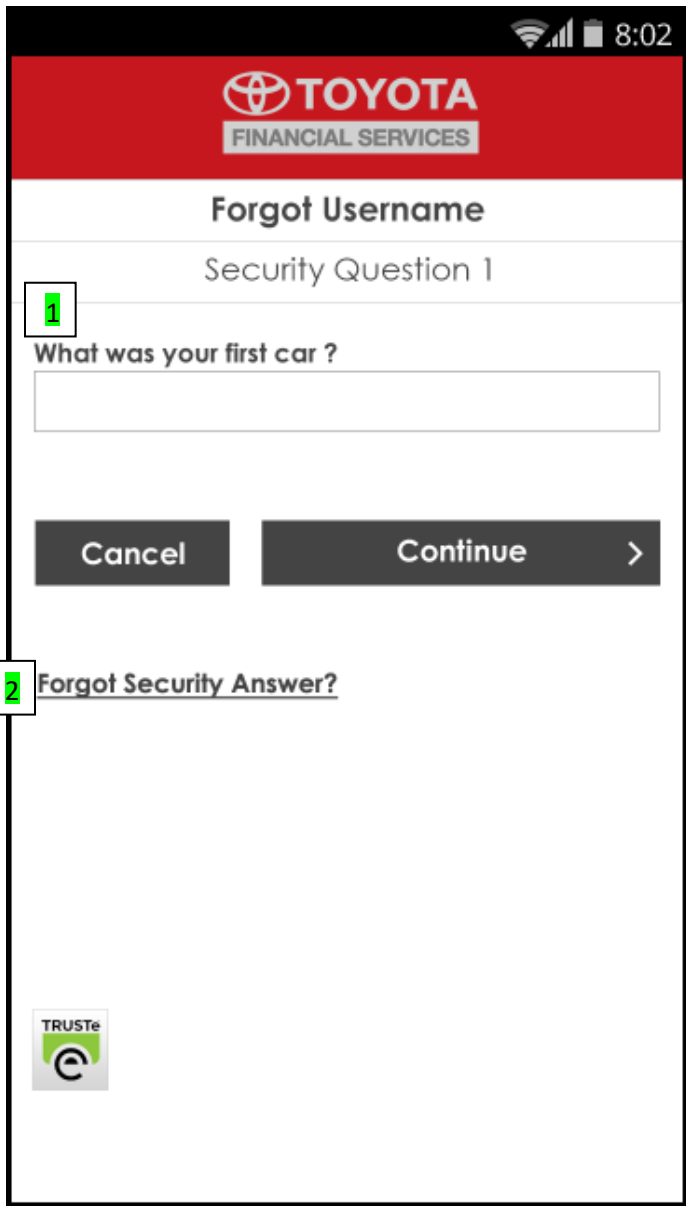 8:02
TOYOTA
FINANCIAL SERVICES
Forgot Username
Security Question 1
1
What was your first car ?
Cancel
Continue >
2
Forgot Security Answer?
TRUSTe
e